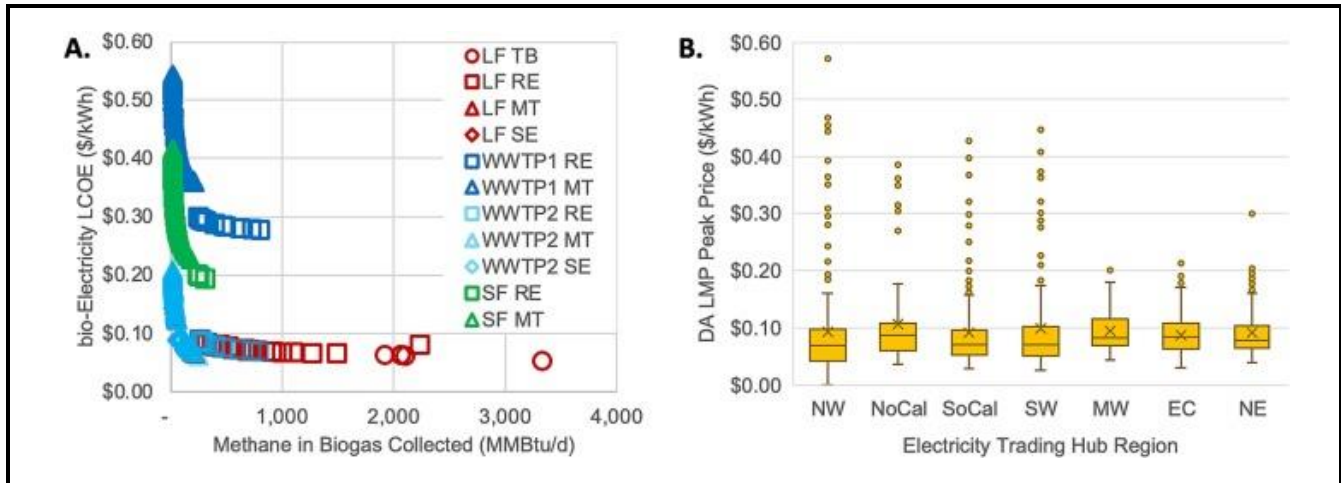 A.
bio-Electricity LCOE ($/kWh)
$0.60
$0.50
$0.40
$0.30
$0.20
$0.10
$0.00
-
1,000
2,000
3,000
4,000
Methane in Biogas Collected (MMBtu/d)
LF TB
LF RE
LF MT
LF SE
WWTP1 RE
WWTP1 MT
WWTP2 RE
WWTP2 MT
WWTP2 SE
SF RE
SF MT
B.
DA LMP Peak Price ($/kWh)
$0.60
$0.50
$0.40
$0.30
$0.20
$0.10
$0.00
NW
NoCal
SoCal
SW
MW
EC
NE
Electricity Trading Hub Region